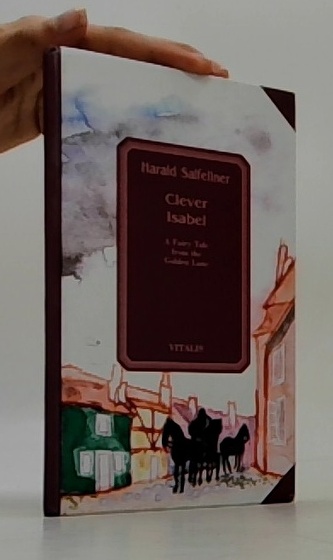 Harald Salfellner
Clever
Isabel
A Fairy Tale
from the
Golden Lane
VITALIS